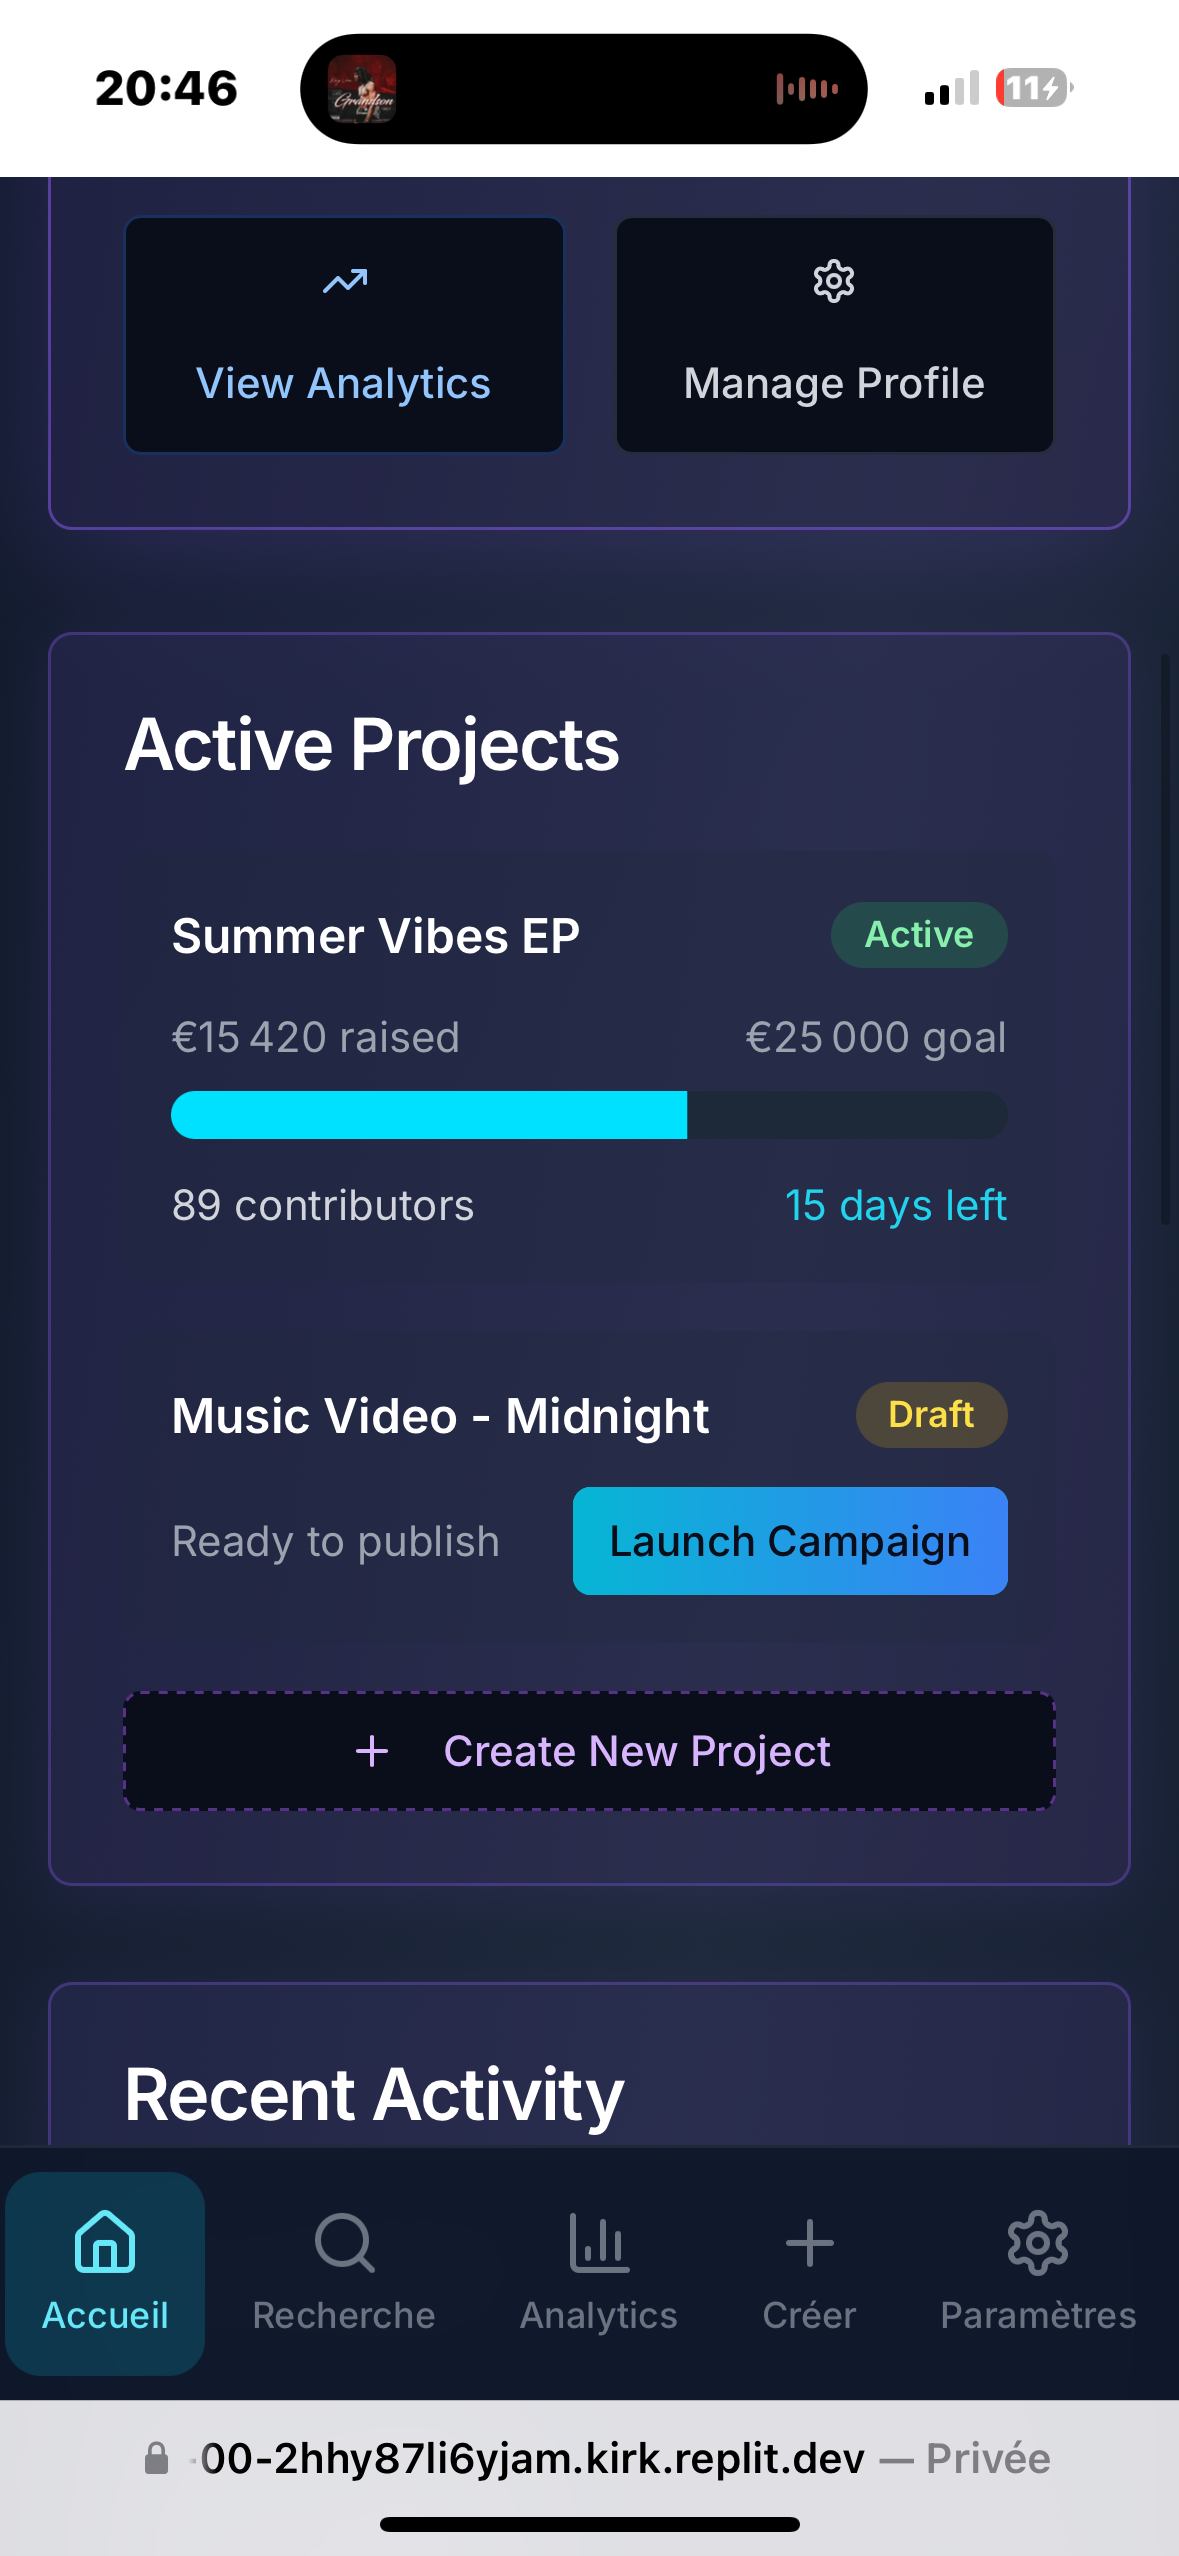 20:46
Grandson
11
View Analytics
Manage Profile
Active Projects
Summer Vibes EP
Active
€15 420 raised
€25 000 goal
89 contributors
15 days left
Music Video - Midnight
Draft
Ready to publish
Launch Campaign
+ Create New Project
Recent Activity
Accueil
Recherche
Analytics
Créer
Paramètres
-00-2hhy87li6yjam.kirk.replit.dev — Privée